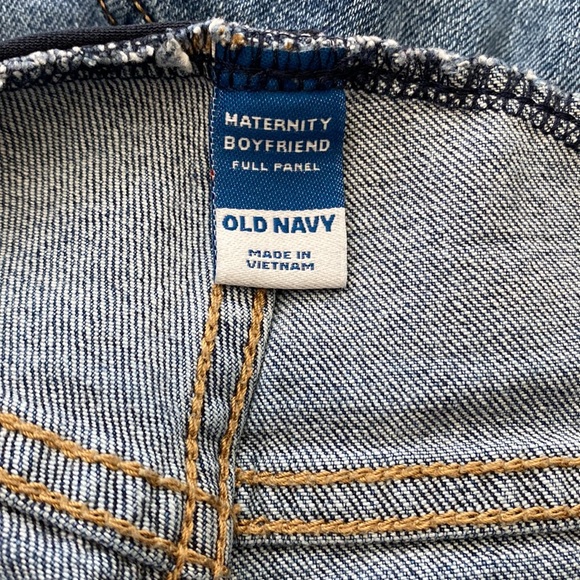 MATERNITY
BOYFRIEND
FULL PANEL
OLD NAVY
MADE IN
VIETNAM